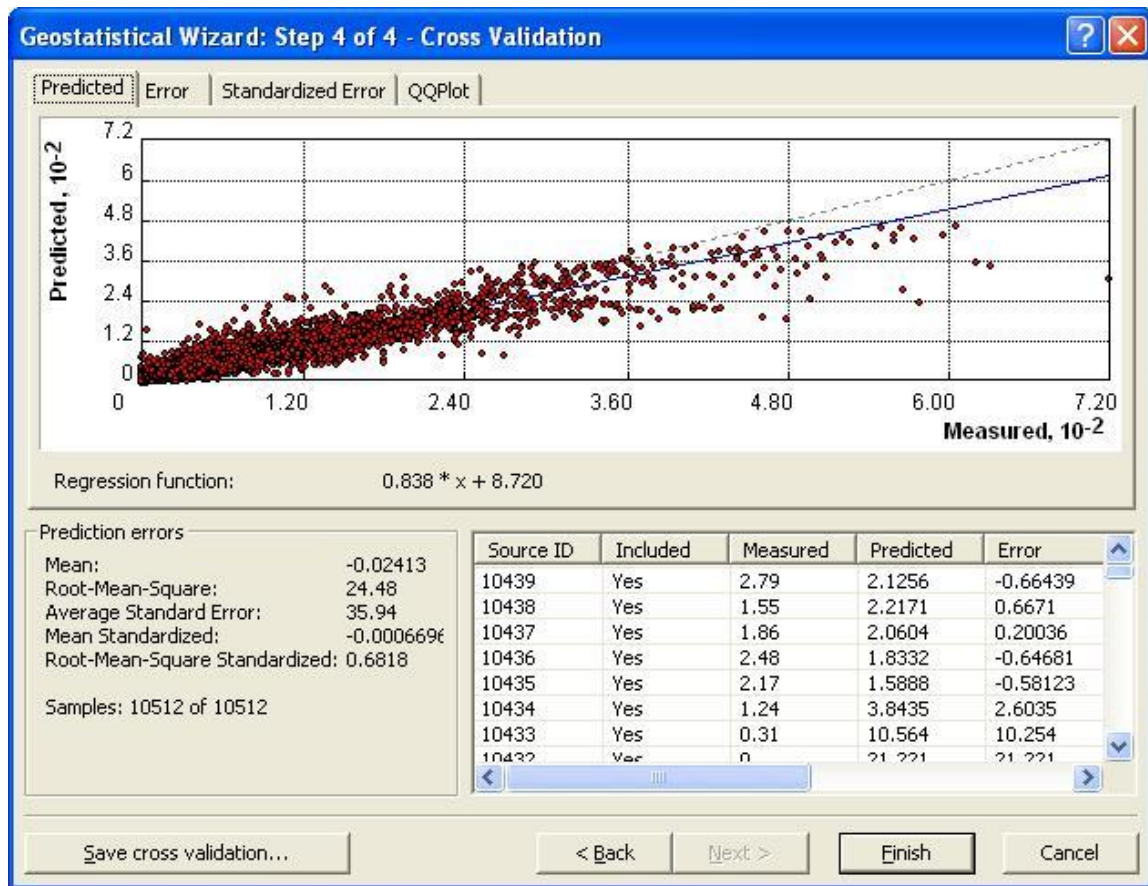 Geostatistical Wizard: Step 4 of 4 - Cross Validation
Predicted Error Standardized Error QQPlot
Predicted, 10-2
7.2
6
4.8
3.6
2.4
1.2
0
0 1.20 2.40 3.60 4.80 6.00 7.20
Measured, 10-2
Regression function: 0.838 * x + 8.720
Prediction errors
Mean: -0.02413
Root-Mean-Square: 24.48
Average Standard Error: 35.94
Mean Standardized: -0.0006696
Root-Mean-Square Standardized: 0.6818
Samples: 10512 of 10512
Source ID Included Measured Predicted Error
10439 Yes 2.79 2.1256 -0.66439
10438 Yes 1.55 2.2171 0.6671
10437 Yes 1.86 2.0604 0.20036
10436 Yes 2.48 1.8332 -0.64681
10435 Yes 2.17 1.5888 -0.58123
10434 Yes 1.24 3.8435 2.6035
10433 Yes 0.31 10.564 10.254
10432 Yes 0 21.221 21.221
Save cross validation... < Back Next > Finish Cancel